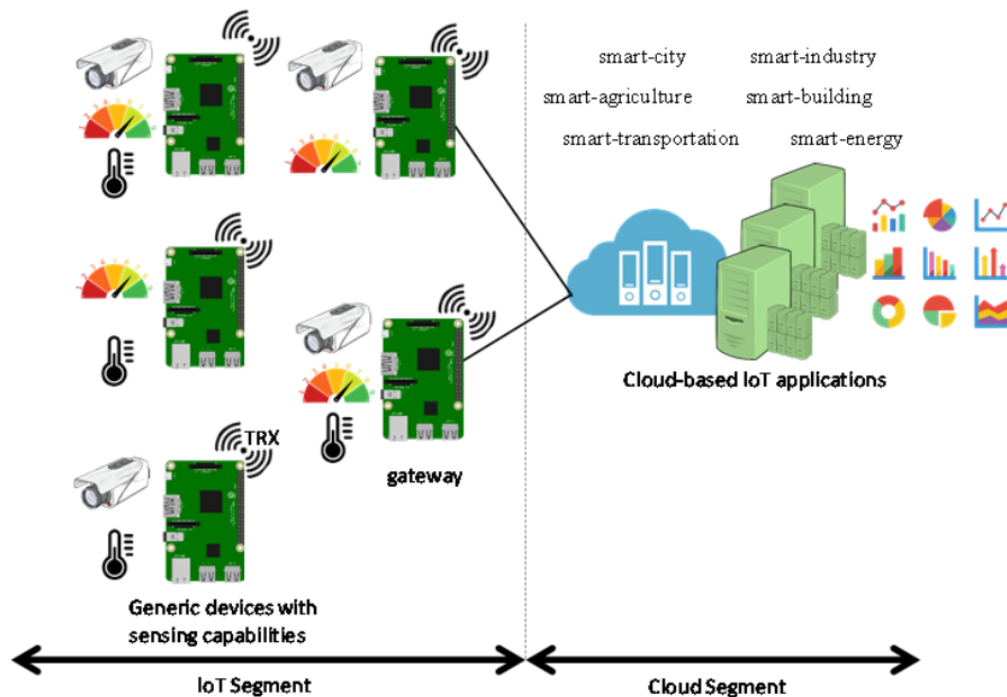 smart-city smart-industry
smart-agriculture smart-building
smart-transportation smart-energy
Cloud-based IoT applications
TRX
gateway
Generic devices with
sensing capabilities
IoT Segment
Cloud Segment